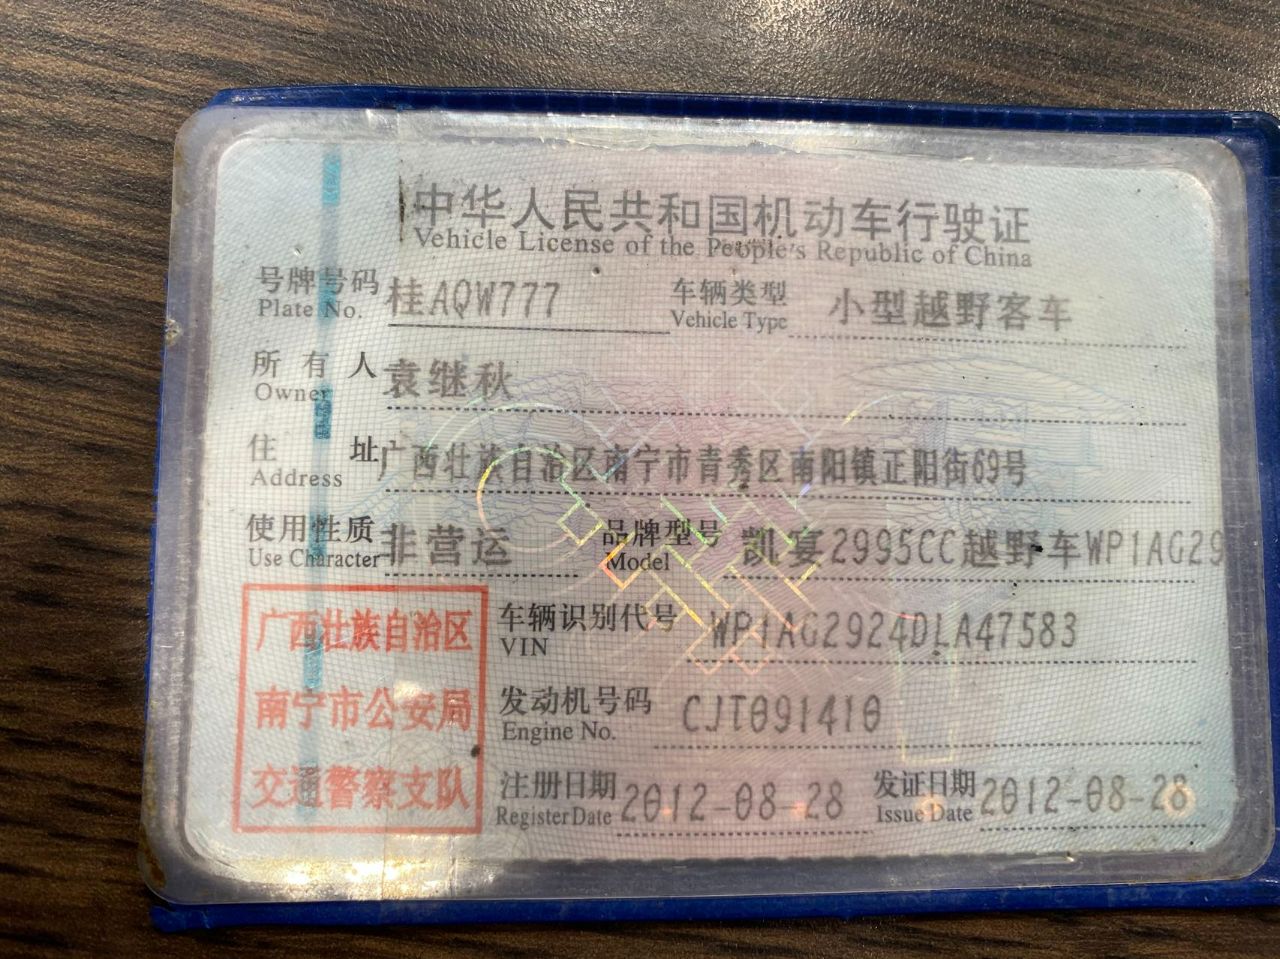 中华人民共和国机动车行驶证
Vehicle License of the People's Republic of China
号牌号码 桂AQW777 车辆类型 小型越野客车
Plate No. Vehicle Type
所有人 袁继秋
Owner
住址 广西壮族自治区南宁市青秀区南阳镇正阳街69号
Address
使用性质 非营运 品牌型号 凯宴2995CC越野车WP1AG29
Use Character Model
广西壮族自治区
南宁市公安局
交通警察支队
车辆识别代号 WP1AG2924DLA47583
VIN
发动机号码 CJT091410
Engine No.
注册日期 2012-08-28 发证日期 2012-08-28
Register Date Issue Date